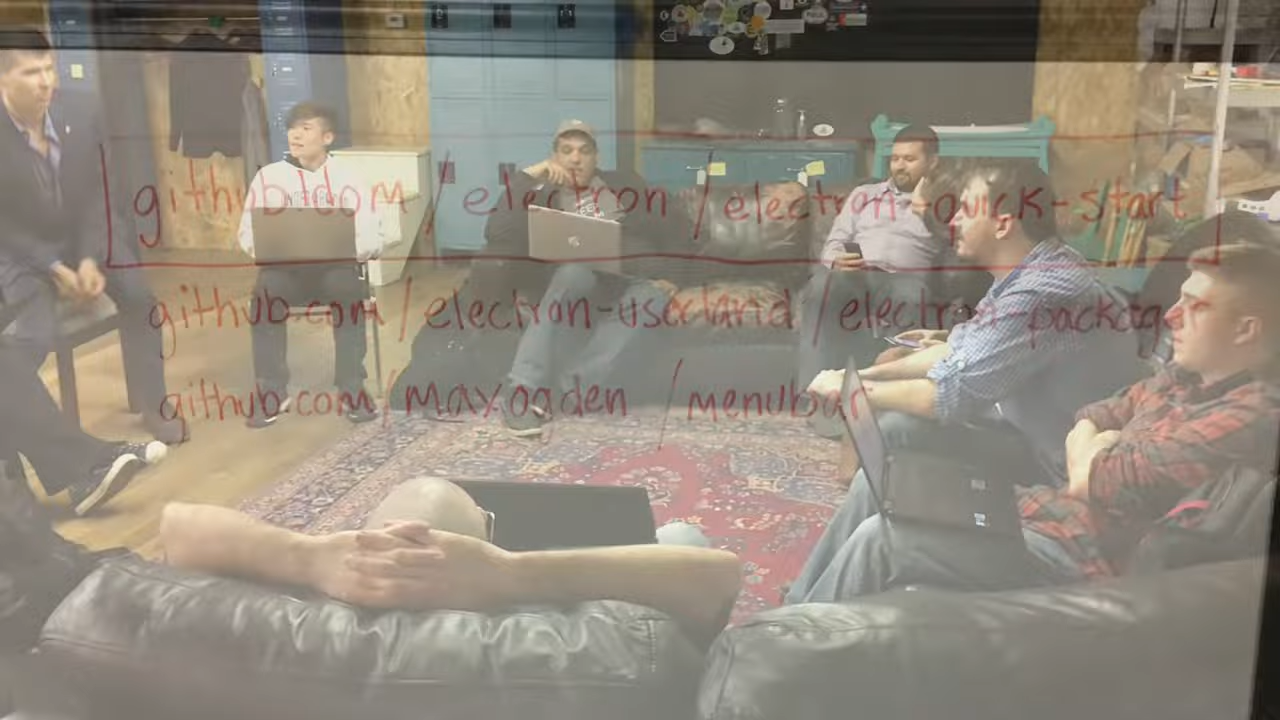 github.com/electron/electron-quick-start
github.com/electron-userland/electron-packager
github.com/maxogden/menubar